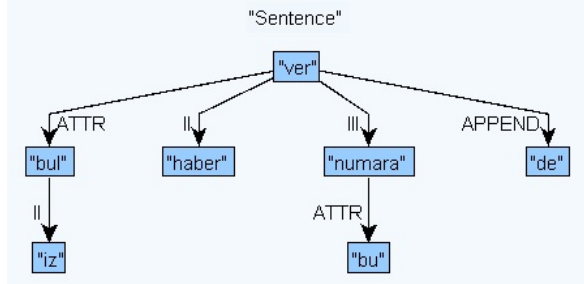 "Sentence"
"ver"
ATTR II III APPEND
"bul" "haber" "numara" "de"
II ATTR
"iz" "bu"